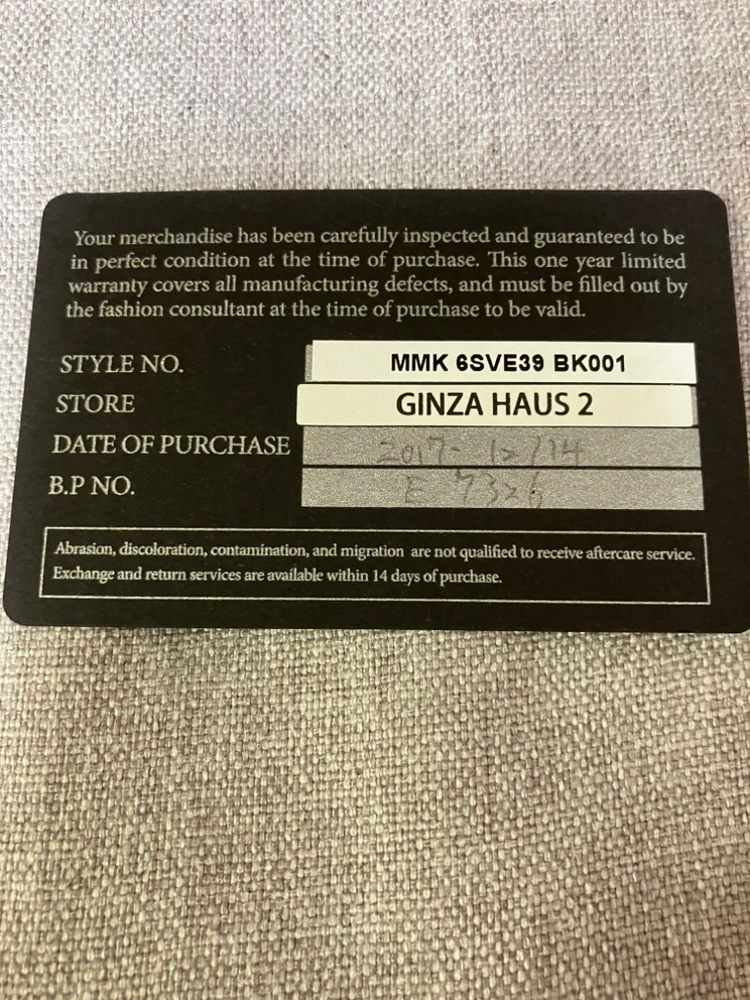 Your merchandise has been carefully inspected and guaranteed to be
in perfect condition at the time of purchase. This one year limited
warranty covers all manufacturing defects, and must be filled out by
the fashion consultant at the time of purchase to be valid.
STYLE NO. MMK 6SVE39 BK001
STORE GINZA HAUS 2
DATE OF PURCHASE 2017-12/14
B.P NO. E 7326
Abrasion, discoloration, contamination, and migration are not qualified to receive aftercare service.
Exchange and return services are available within 14 days of purchase.